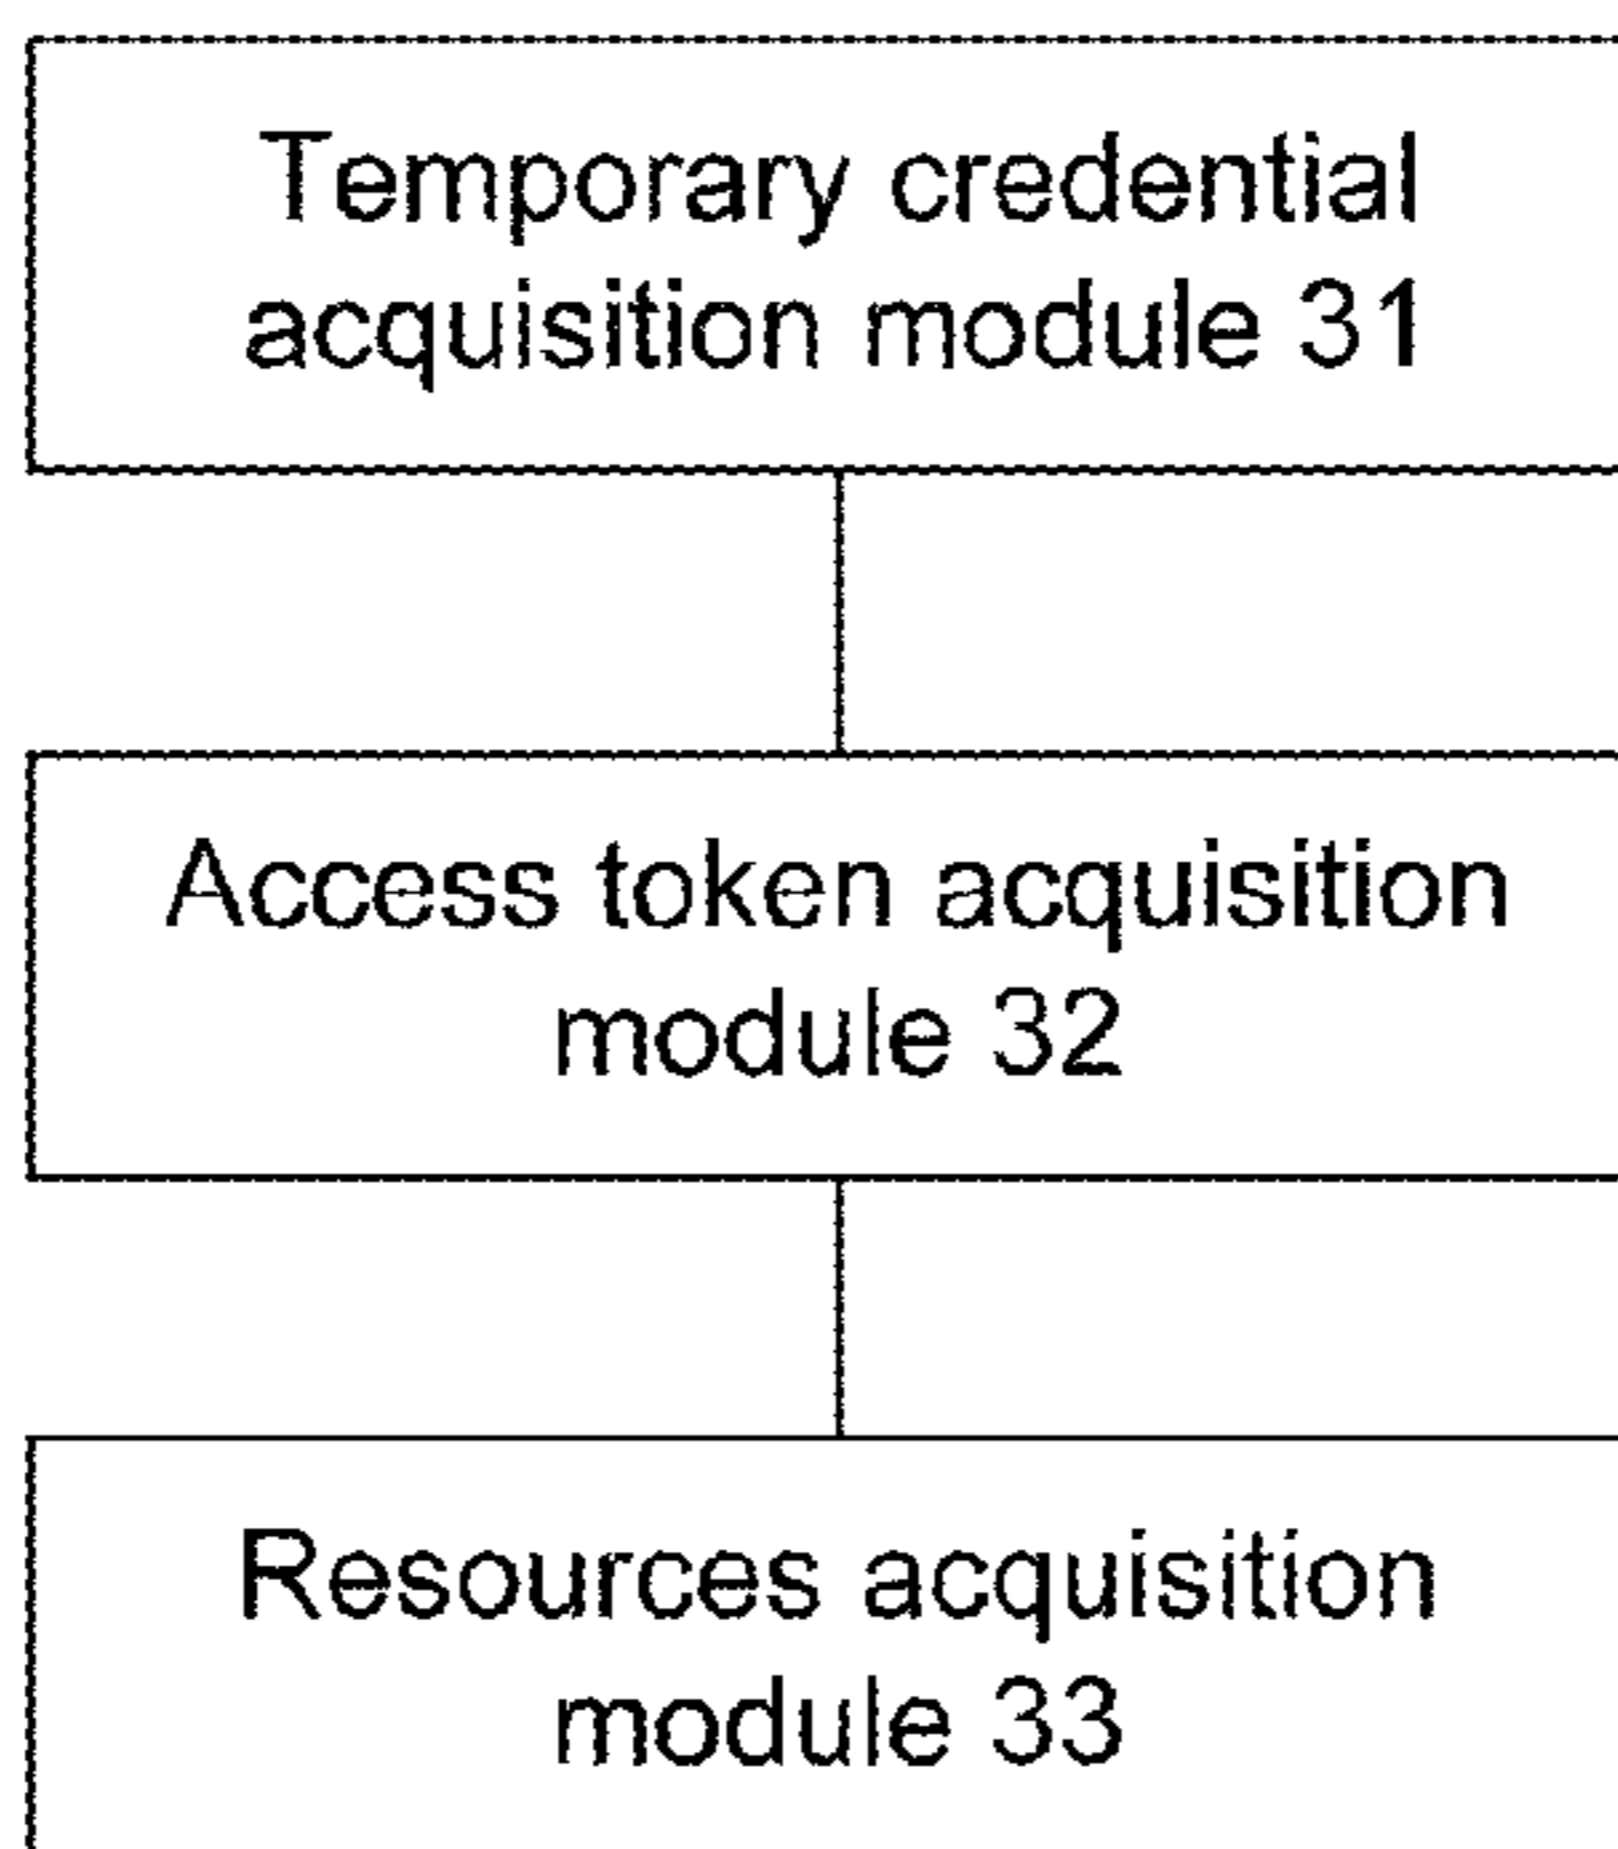 Temporary credential
acquisition module 31
Access token acquisition
module 32
Resources acquisition
module 33